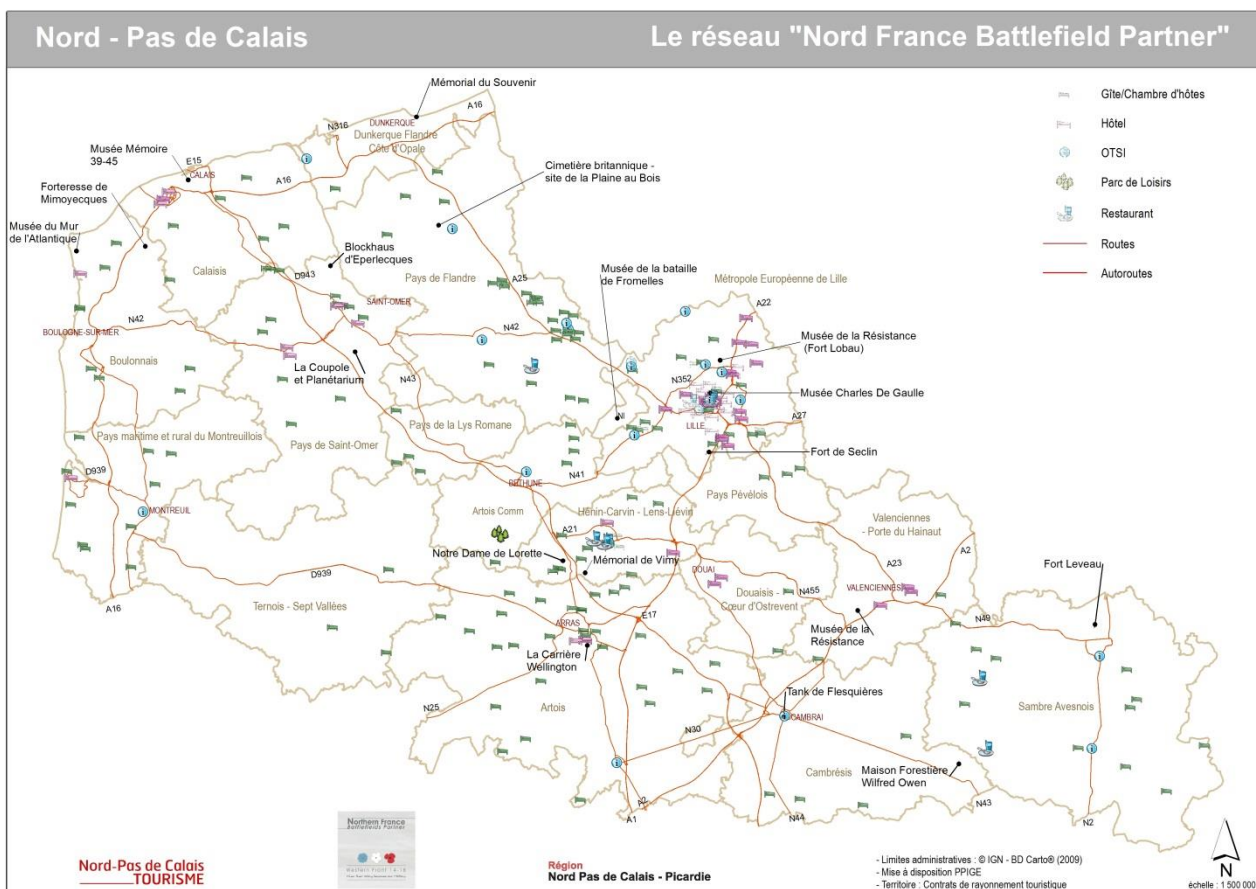 Nord - Pas de Calais
Le réseau "Nord France Battlefield Partner"
Gîte/Chambre d'hôtes
Hôtel
OTSI
Parc de Loisirs
Restaurant
Routes
Autoroutes
Mémorial du Souvenir
A16
DUNKERQUE
N316
Dunkerque Flandre
Côte d'Opale
Musée Mémoire
39-45
E15
CALAIS
A16
Cimetière britannique -
site de la Plaine au Bois
Forteresse de
Mimoyecques
Musée du Mur
de l'Atlantique
Blockhaus
d'Eperlecques
Calaisis
D943
Pays de Flandre
A25
Musée de la bataille
de Fromelles
Métropole Européenne de Lille
A22
SAINT-OMER
N42
BOULOGNE-SUR-MER
N42
Musée de la Résistance
(Fort Lobau)
Boulonnais
La Coupole
et Planétarium
N43
N352
Musée Charles De Gaulle
Pays maritime et rural du Montreuillois
Pays de Saint-Omer
Pays de la Lys Romane
NI
LILLE
A27
Fort de Seclin
D939
N41
BETHUNE
Pays Pévélois
MONTREUIL
Artois Comm
Hénin-Carvin - Lens-Liévin
A21
Valenciennes
- Porte du Hainaut
A2
Notre Dame de Lorette
Mémorial de Vimy
DOUAI
A23
Fort Leveau
D939
A16
Ternois - Sept Vallées
Douaisis -
Cœur d'Ostrevent
N455
VALENCIENNES
E17
ARRAS
Musée de la
Résistance
N49
La Carrière
Wellington
Tank de Flesquières
N25
Artois
N30
CAMBRAI
Sambre Avesnois
Cambrésis
Maison Forestière
Wilfred Owen
A2
A1
N44
N43
N2
Northern France
Battlefields Partner
Nord-Pas de Calais
TOURISME
Région
Nord Pas de Calais - Picardie
- Limites administratives : © IGN - BD Carto® (2009)
- Mise à disposition PPIGE
- Territoire : Contrats de rayonnement touristique
N
échelle : 1 500 000